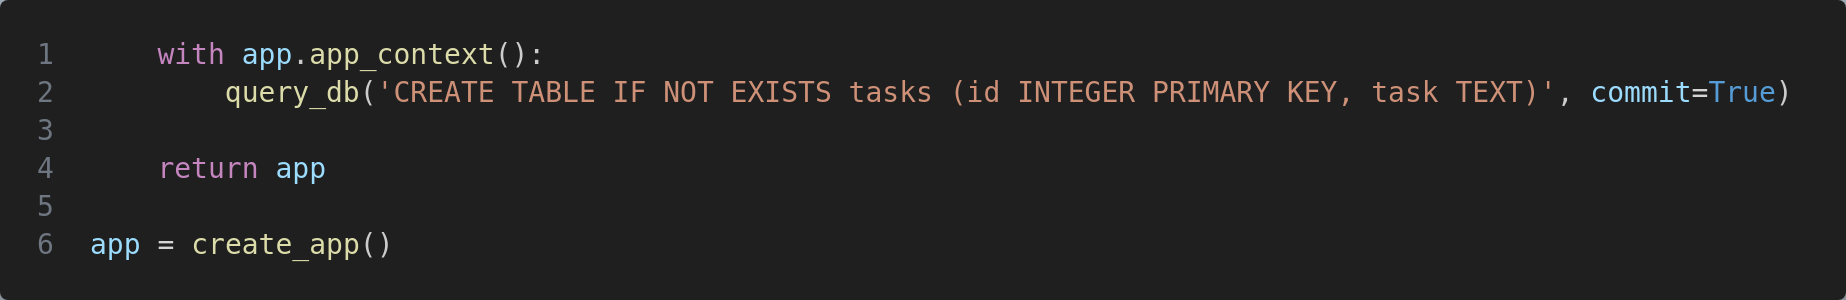 1    with app.app_context():
2        query_db('CREATE TABLE IF NOT EXISTS tasks (id INTEGER PRIMARY KEY, task TEXT)', commit=True)
3
4    return app
5
6 app = create_app()